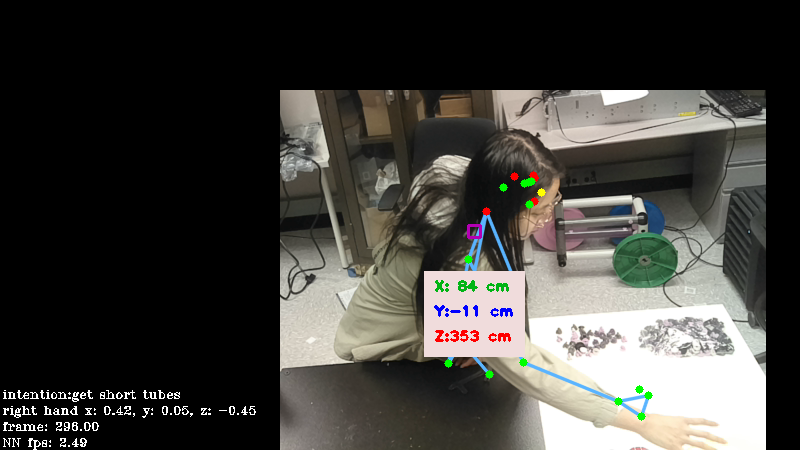 X: 84 cm
Y:-11 cm
Z:353 cm
intention:get short tubes
right hand x: 0.42, y: 0.05, z: -0.45
frame: 296.00
NN fps: 2.49